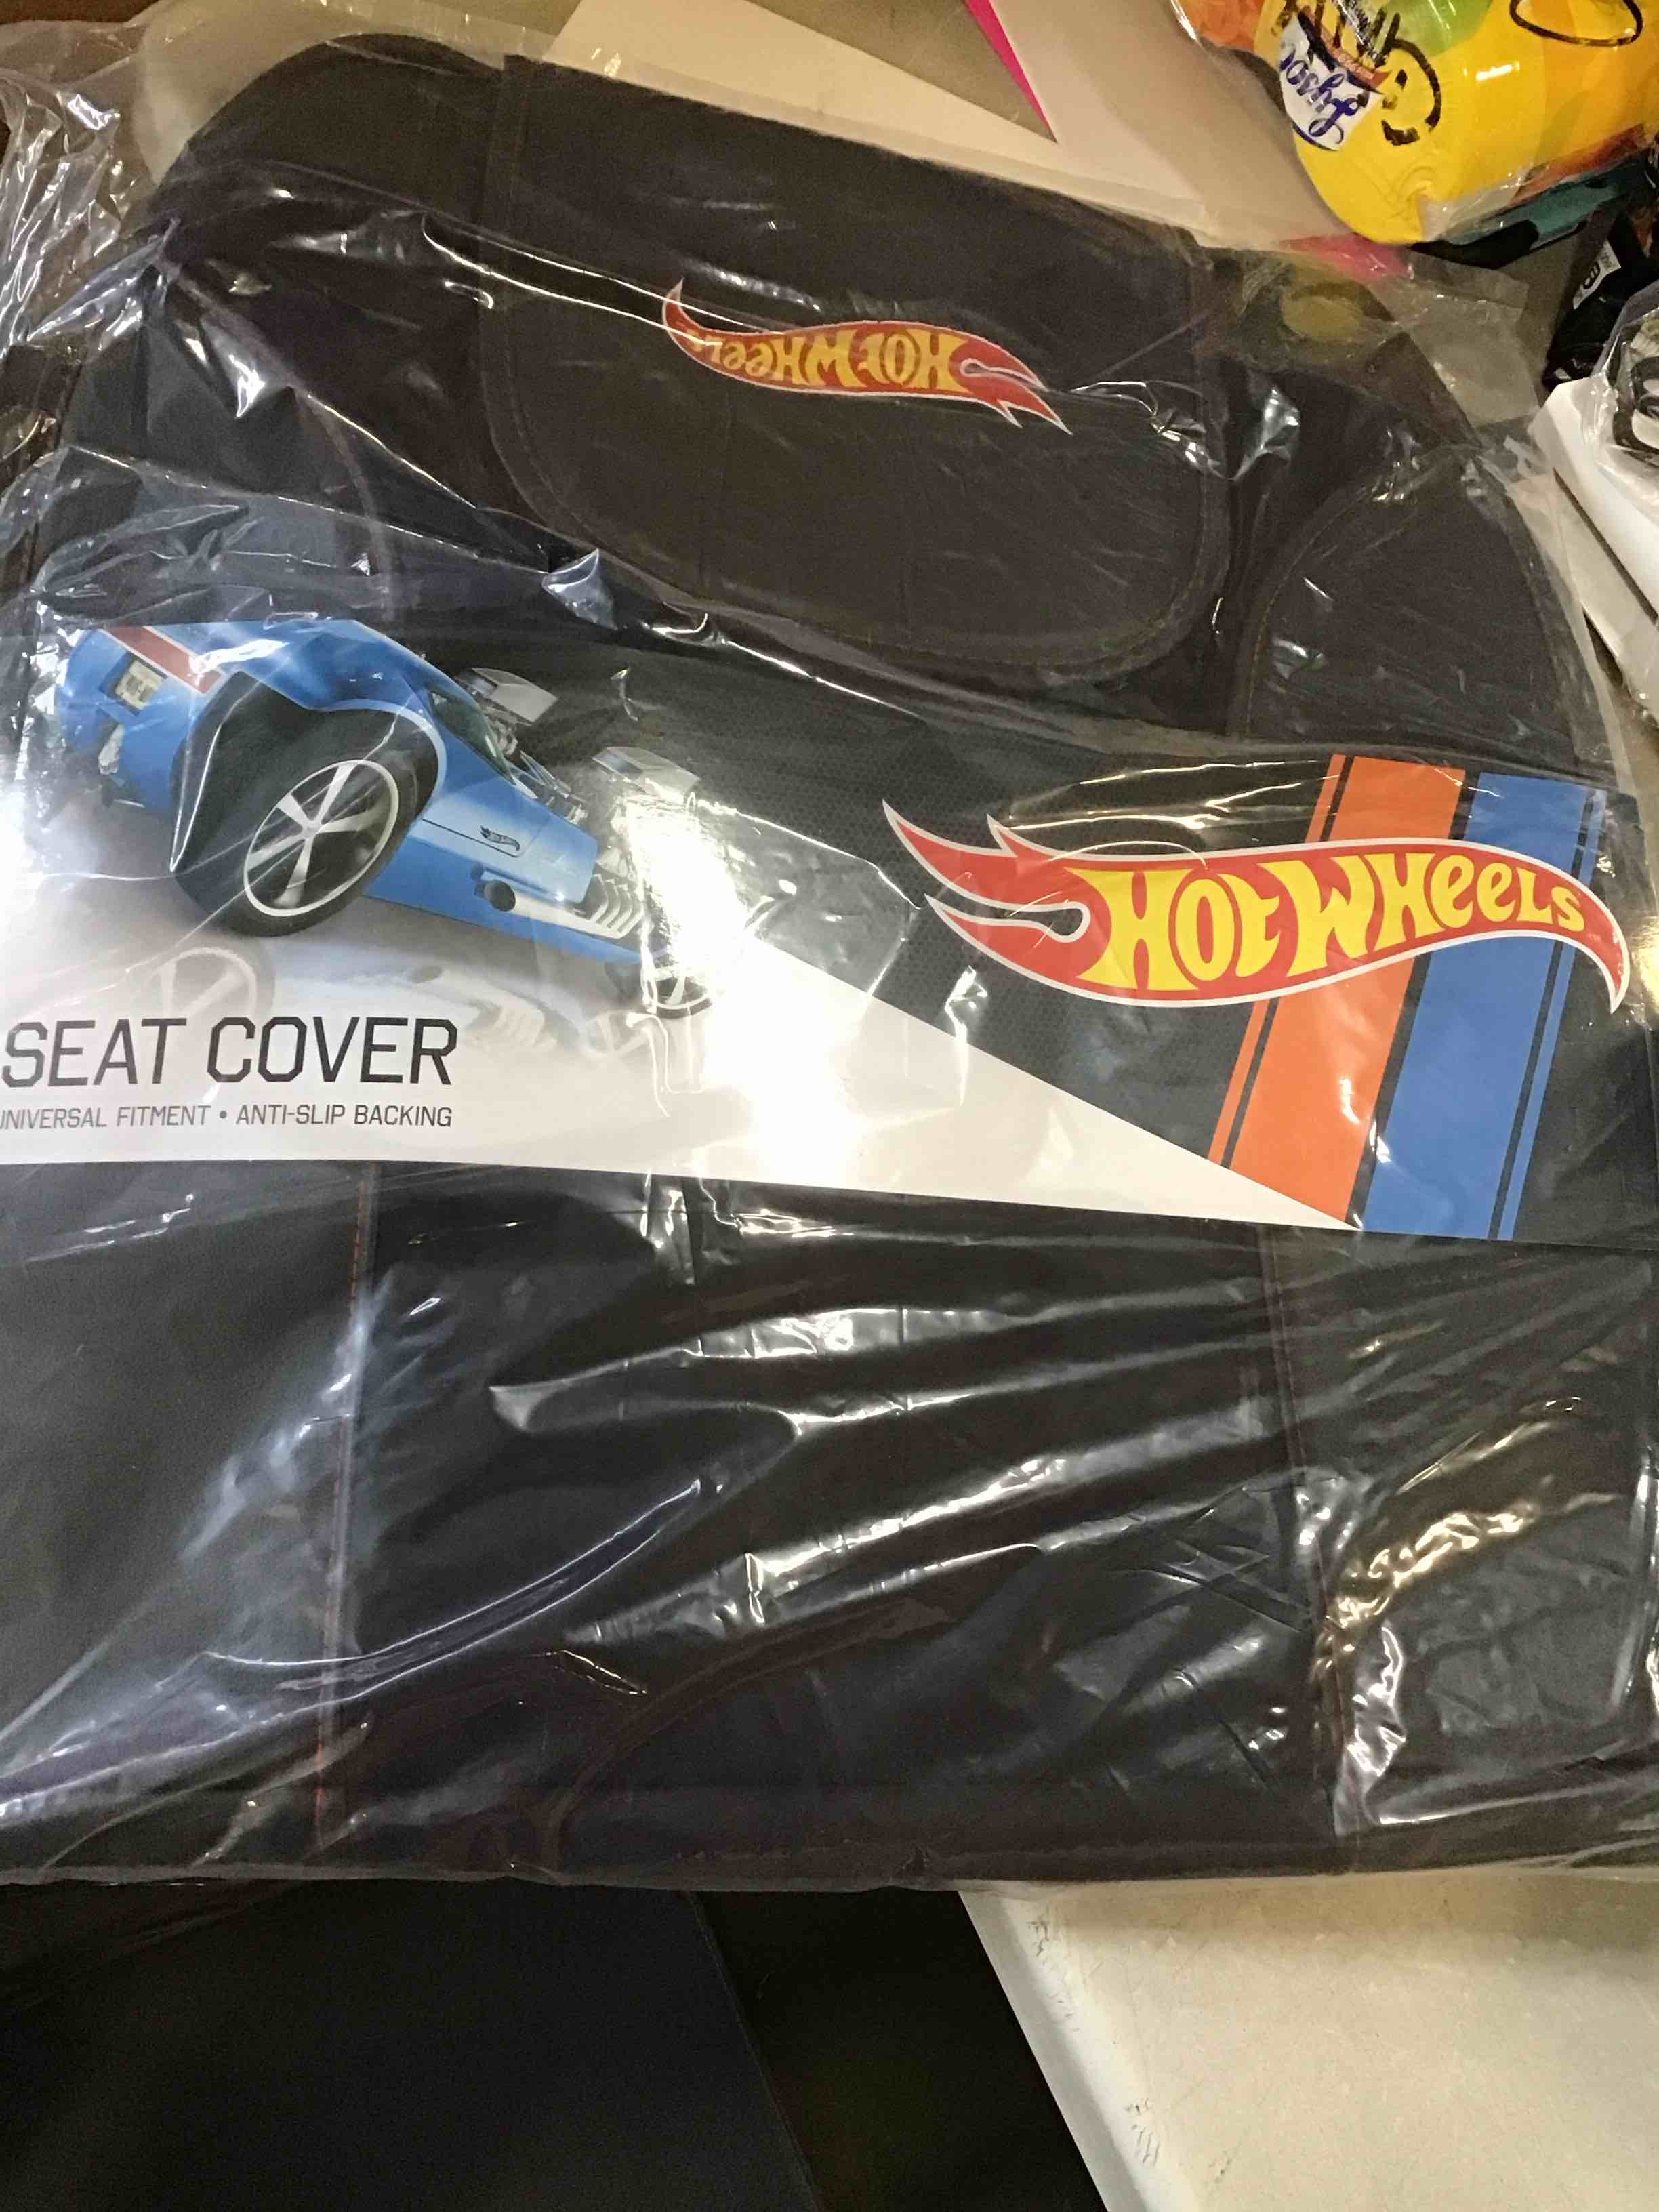 HOT WHEELS
HOT WHEELS
SEAT COVER
UNIVERSAL FITMENT • ANTI-SLIP BACKING